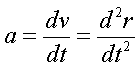 a = dv/dt = d²r/dt²